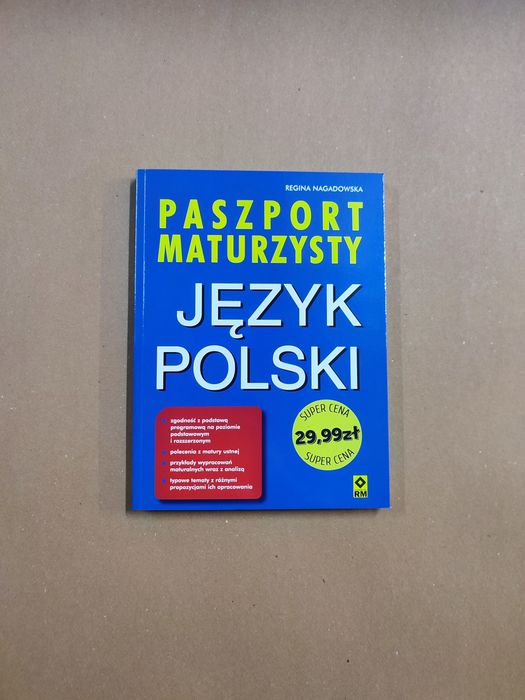 REGINA NAGADOWSKA
PASZPORT
MATURZYSTY
JĘZYK
POLSKI
zgodność z podstawą
programową na poziomie
podstawowym
i rozszerzonym
polecenia z matury ustnej
przykłady wypracowań
maturalnych wraz z analizą
typowe tematy z różnymi
propozycjami ich opracowania
SUPER CENA
29,99zł
SUPER CENA
RM